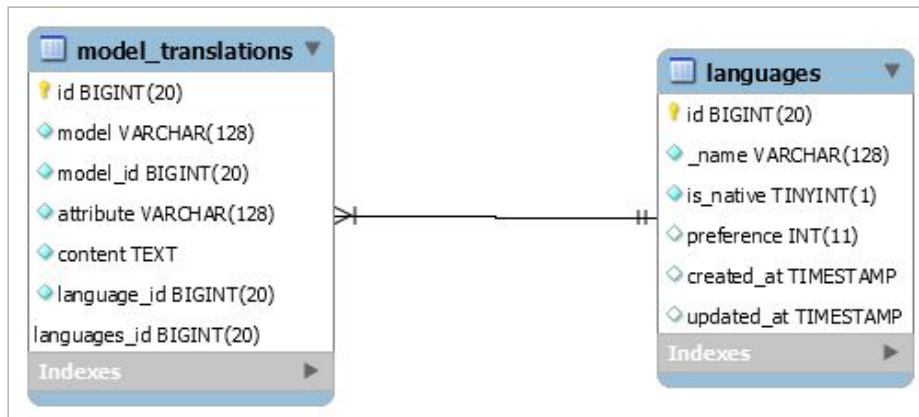 model_translations
id BIGINT(20)
model VARCHAR(128)
model_id BIGINT(20)
attribute VARCHAR(128)
content TEXT
language_id BIGINT(20)
languages_id BIGINT(20)
Indexes
languages
id BIGINT(20)
_name VARCHAR(128)
is_native TINYINT(1)
preference INT(11)
created_at TIMESTAMP
updated_at TIMESTAMP
Indexes